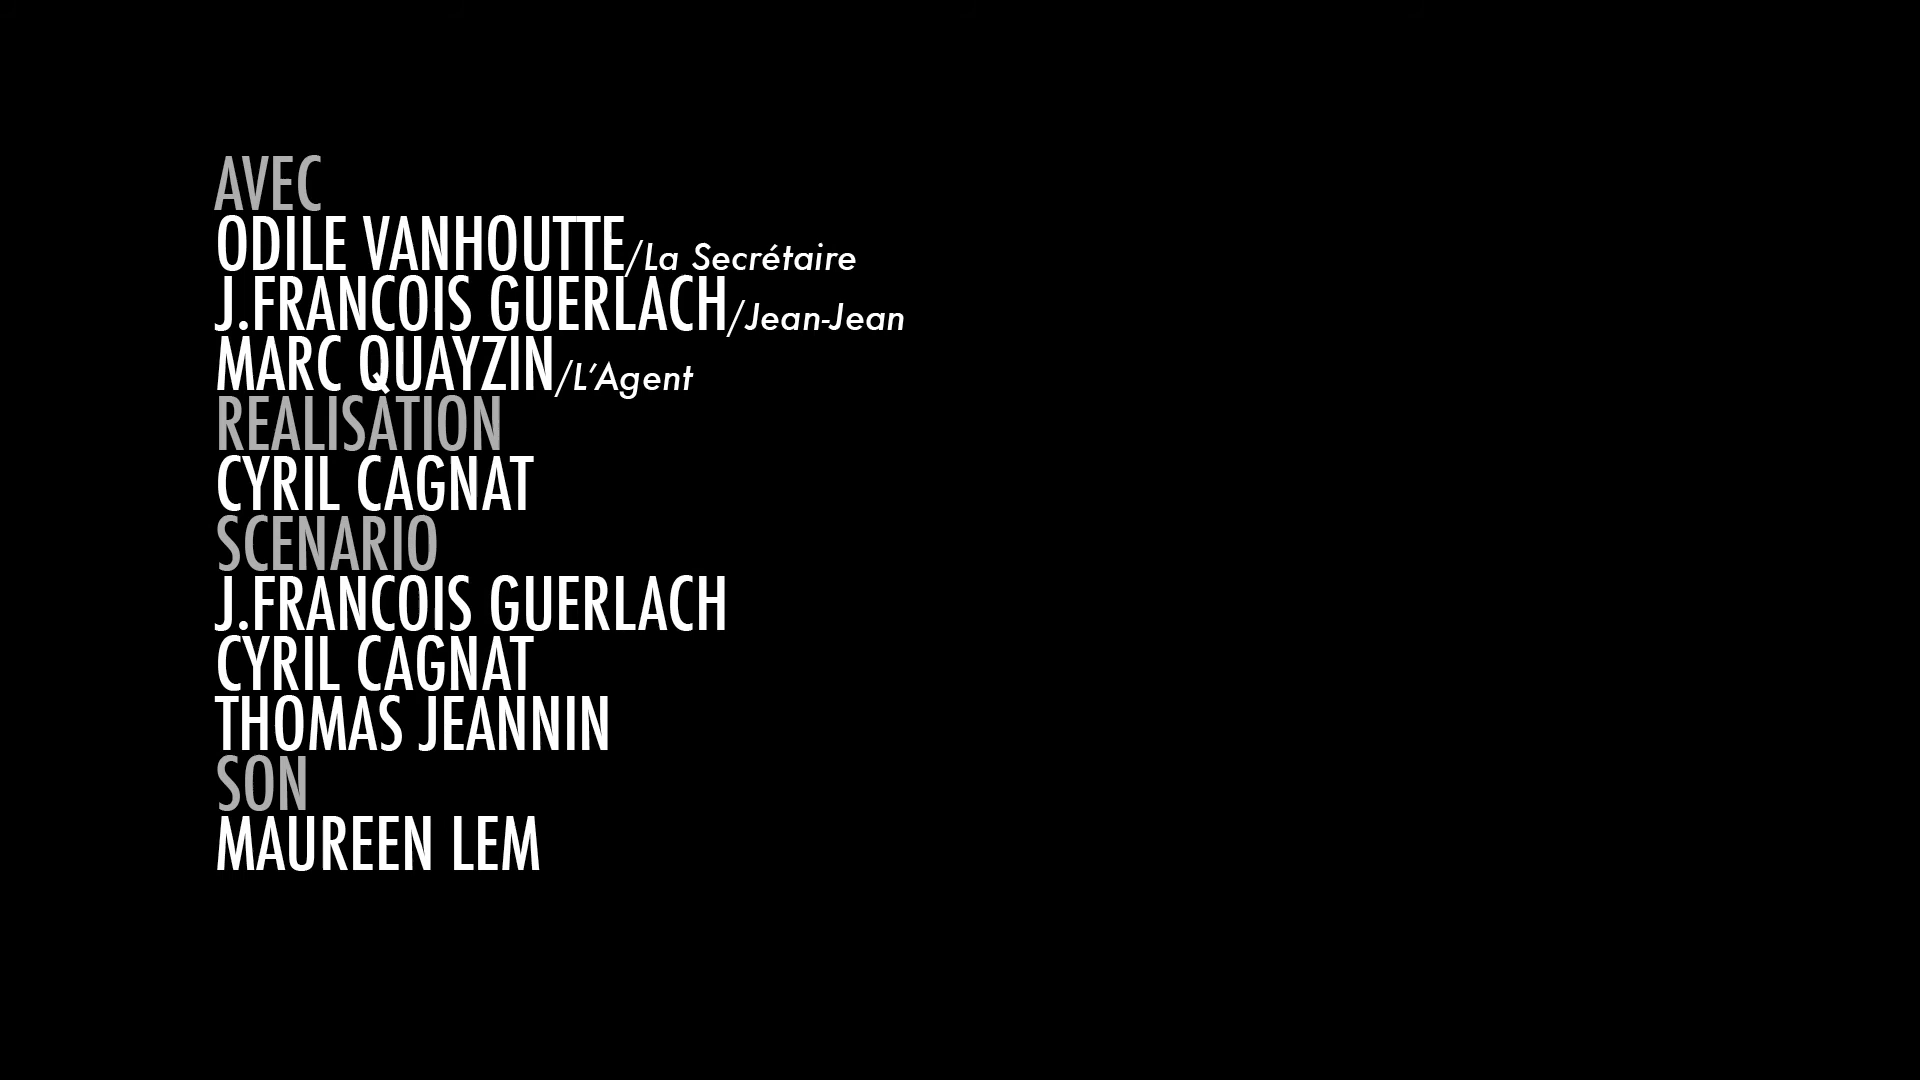 AVEC
ODILE VANHOUTTE/La Secrétaire
J.FRANCOIS GUERLACH/Jean-Jean
MARC QUAYZIN/L'Agent
REALISATION
CYRIL CAGNAT
SCENARIO
J.FRANCOIS GUERLACH
CYRIL CAGNAT
THOMAS JEANNIN
SON
MAUREEN LEM